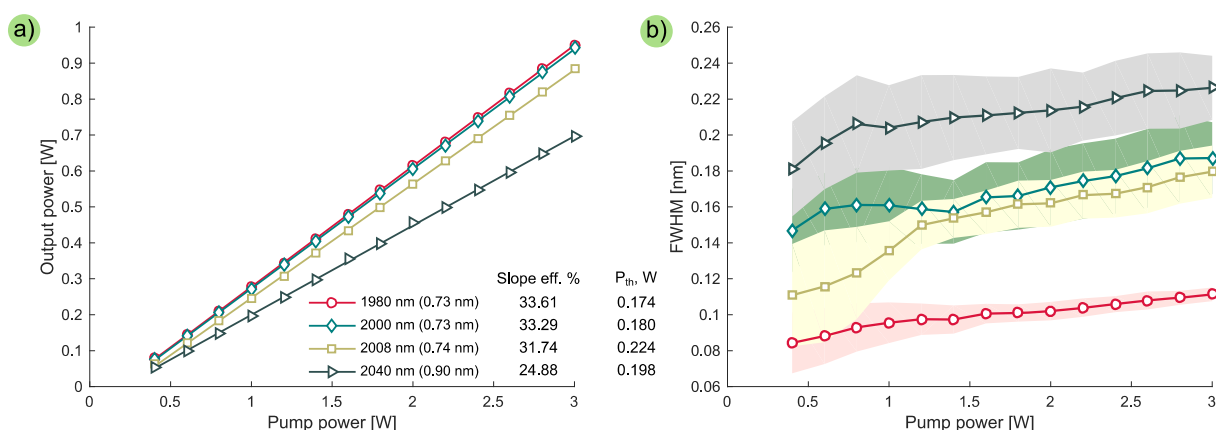 a)
Output power [W]
1
0.9
0.8
0.7
0.6
0.5
0.4
0.3
0.2
0.1
0
0 0.5 1 1.5 2 2.5 3
Pump power [W]
Slope eff. % P_th, W
1980 nm (0.73 nm) 33.61 0.174
2000 nm (0.73 nm) 33.29 0.180
2008 nm (0.74 nm) 31.74 0.224
2040 nm (0.90 nm) 24.88 0.198
b)
FWHM [nm]
0.26
0.24
0.22
0.2
0.18
0.16
0.14
0.12
0.1
0.08
0.06
0 0.5 1 1.5 2 2.5 3
Pump power [W]